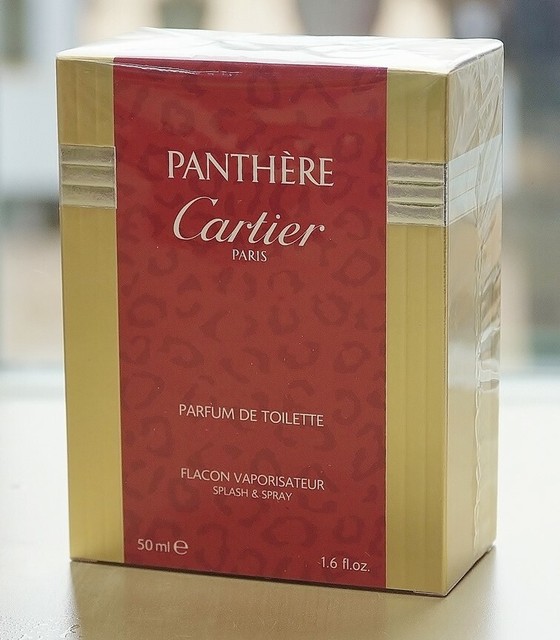 PANTHÈRE
Cartier
PARIS
PARFUM DE TOILETTE
FLACON VAPORISATEUR
SPLASH & SPRAY
50 ml ℮
1.6 fl.oz.